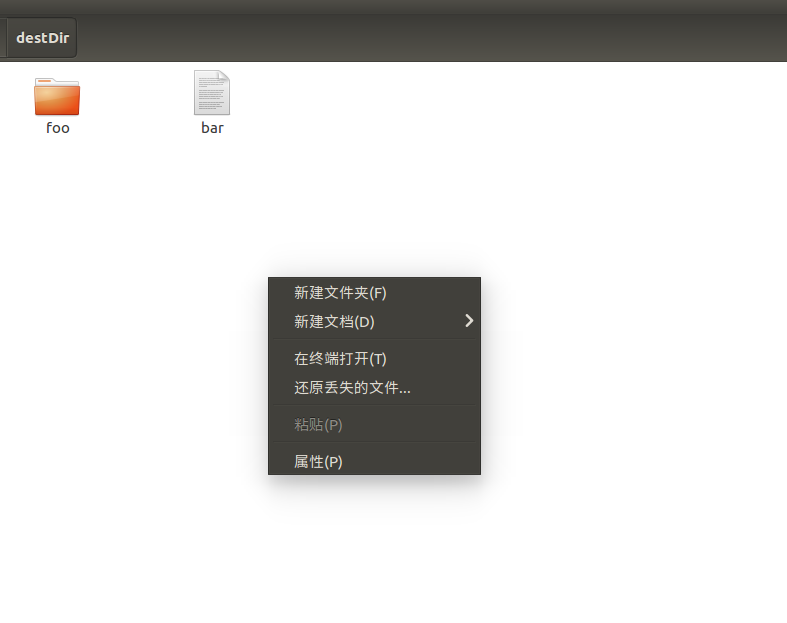 destDir
foo
bar
新建文件夹(F)
新建文档(D)
在终端打开(T)
还原丢失的文件...
粘贴(P)
属性(P)